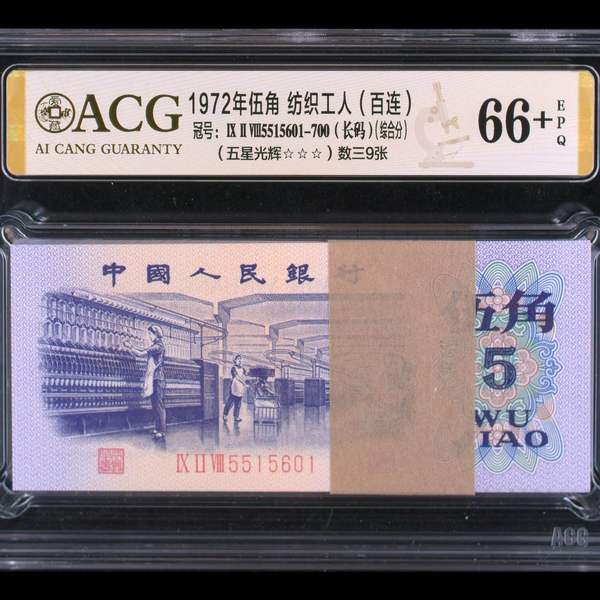 ACG
AI CANG GUARANTY
1972年伍角 纺织工人（百连）
冠号：IX II VIII5515601-700（长码）(综合分)
（五星光辉☆☆☆）数三9张
66+
EPQ
中國人民銀行
伍角
5
WU
JIAO
IX II VIII 5515601
ACG